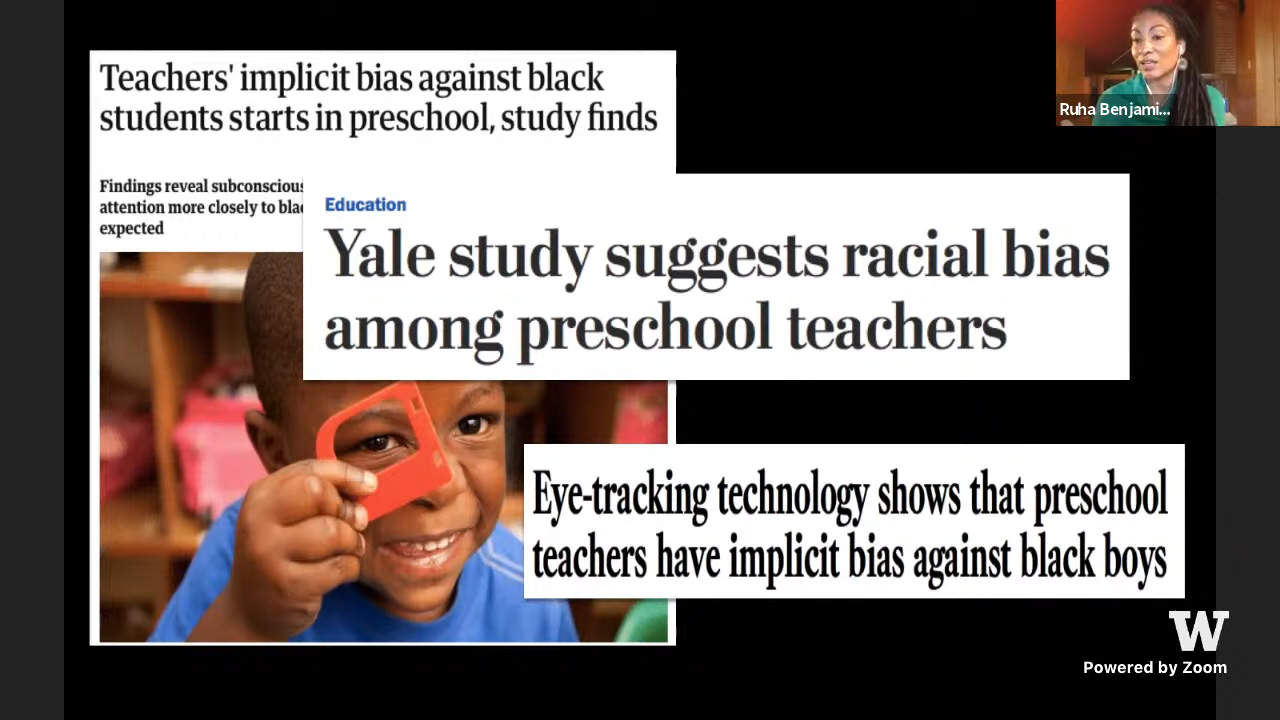 Teachers' implicit bias against black
students starts in preschool, study finds
Findings reveal subconscious
attention more closely to
expected
Education
Yale study suggests racial bias
among preschool teachers
Eye-tracking technology shows that preschool
teachers have implicit bias against black boys
Ruha Benjami...
W
Powered by Zoom